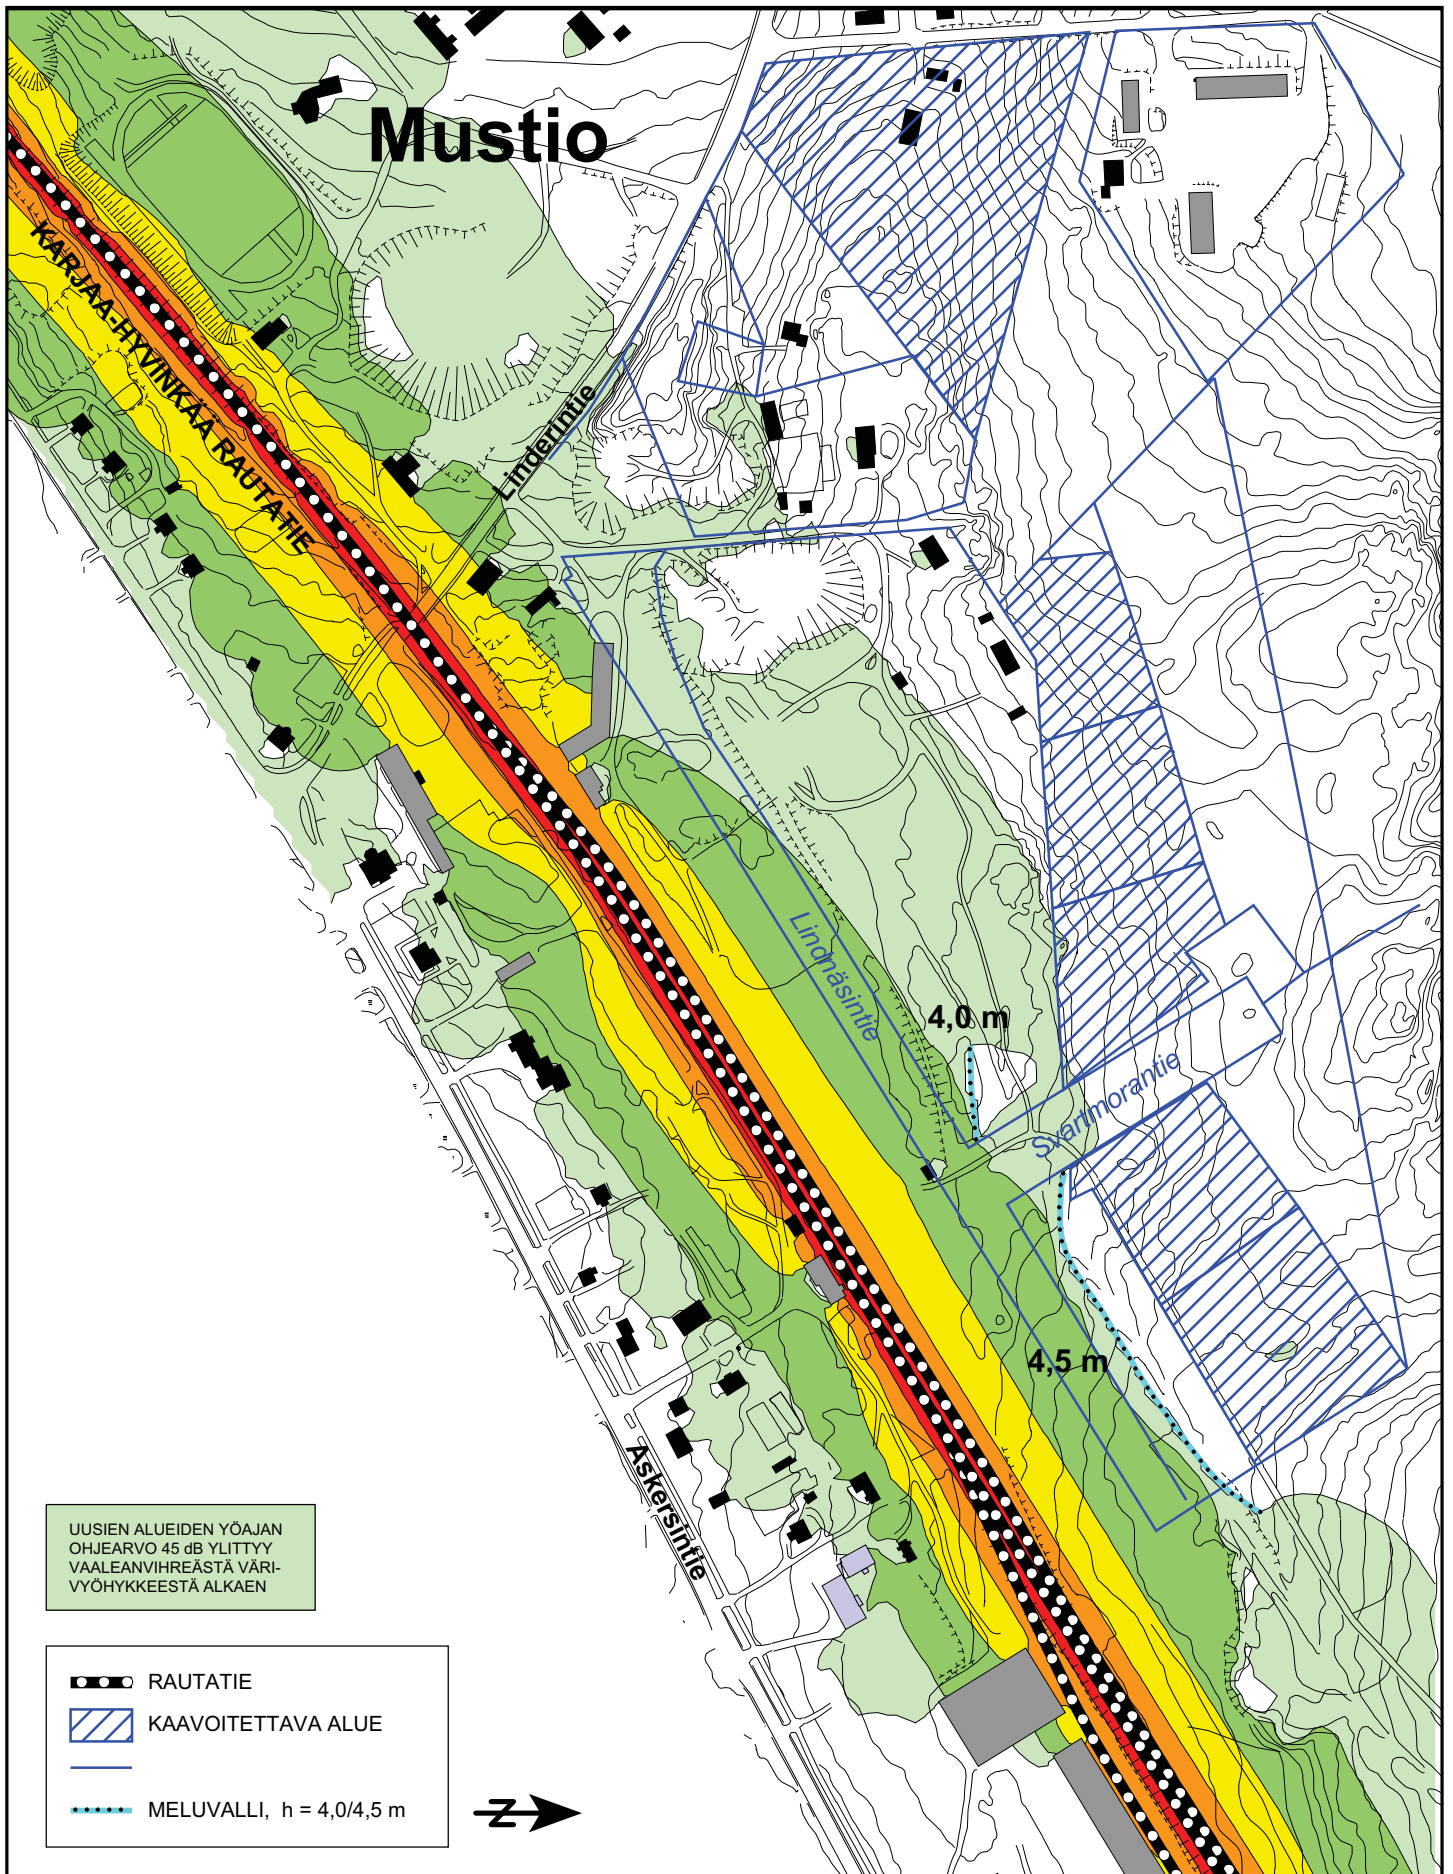 Mustio
KARJAA-HYVINKÄÄ RAUTATIE
Linderintie
Lindnäsintie
4,0 m
Svartmorantie
4,5 m
Askersintie
UUSIEN ALUEIDEN YÖAJAN
OHJEARVO 45 dB YLITTYY
VAALEANVIHREÄSTÄ VÄRI-
VYÖHYKKEESTÄ ALKAEN
RAUTATIE
KAAVOITETTAVA ALUE
MELUVALLI, h = 4,0/4,5 m
N